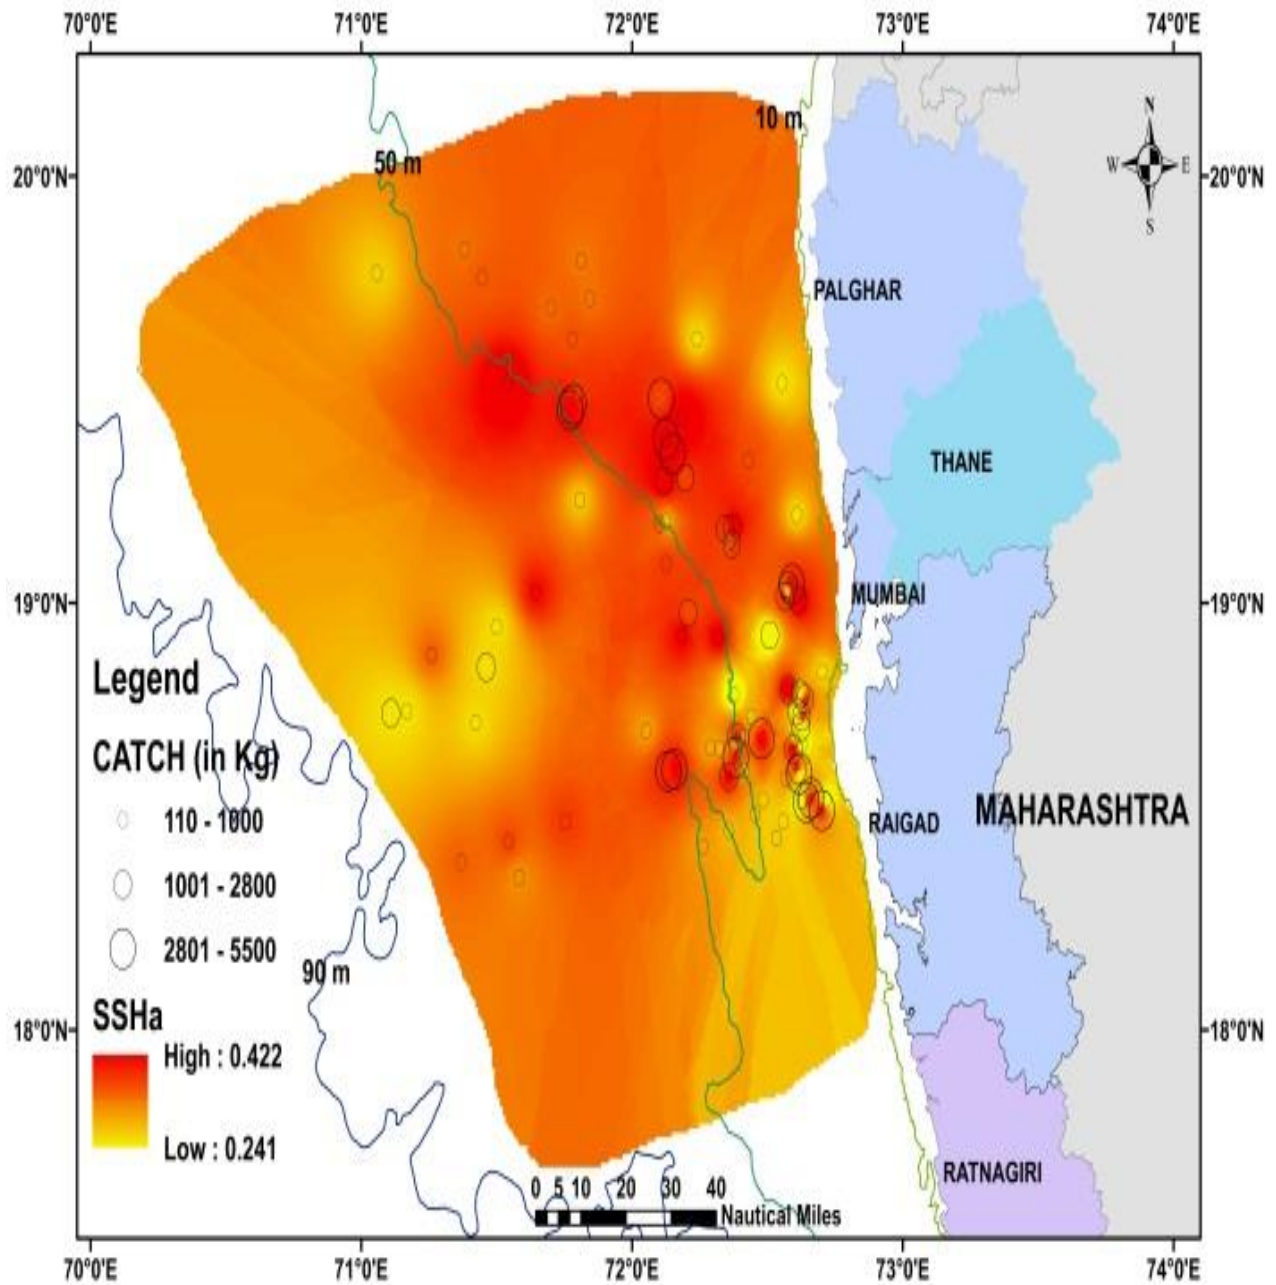 70°0'E 71°0'E 72°0'E 73°0'E 74°0'E
N
W E
S
10 m
50 m
20°0'N 20°0'N
PALGHAR
THANE
MUMBAI
19°0'N 19°0'N
Legend
CATCH (in Kg)
110 - 1000
1001 - 2800
2801 - 5500
RAIGAD
MAHARASHTRA
90 m
SSHa
High : 0.422
Low : 0.241
18°0'N 18°0'N
RATNAGIRI
0 5 10 20 30 40
Nautical Miles
70°0'E 71°0'E 72°0'E 73°0'E 74°0'E